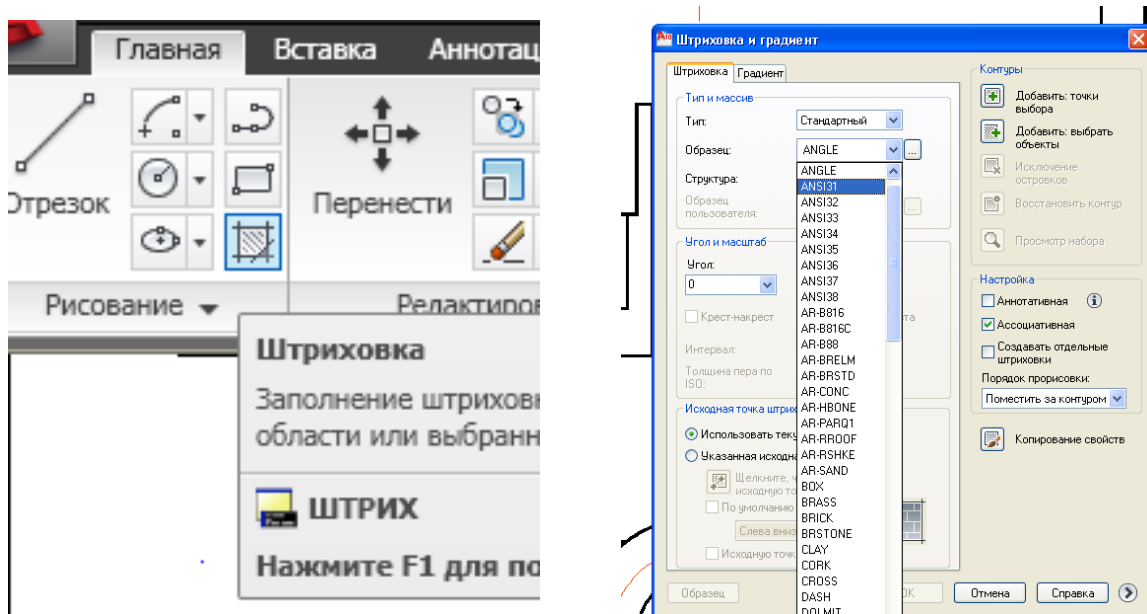 Главная Вставка Аннотац
Отрезок
Перенести
Рисование
Редактиров
Штриховка
Заполнение штриховк
области или выбранн
ШТРИХ
Нажмите F1 для по
Штриховка и градиент
Штриховка Градиент
Тип и массив
Тип: Стандартный
Образец: ANGLE ...
Структура:
Образец
пользователя: ...
Угол и масштаб
Угол:
0
Крест-накрест
Интервал:
Толщина пера по
ISO:
Исходная точка штрих
Использовать теку
Указанная исходна
Щелкните, ч
исходную то
По умолчанию
Слева вниз
Исходную точк
Образец
ANGLE
ANSI31
ANSI32
ANSI33
ANSI34
ANSI35
ANSI36
ANSI37
ANSI38
AR-B816
AR-B816C
AR-B88
AR-BRELM
AR-BRSTD
AR-CONC
AR-HBONE
AR-PARQ1
AR-RROOF
AR-RSHKE
AR-SAND
BOX
BRASS
BRICK
BRSTONE
CLAY
CORK
CROSS
DASH
DOLMIT
Контуры
Добавить: точки
выбора
Добавить: выбрать
объекты
Исключение
островков
Восстановить контур
Просмотр набора
Настройка
Аннотативная
Ассоциативная
Создавать отдельные
штриховки
Порядок прорисовки:
Поместить за контуром
Копирование свойств
Отмена Справка